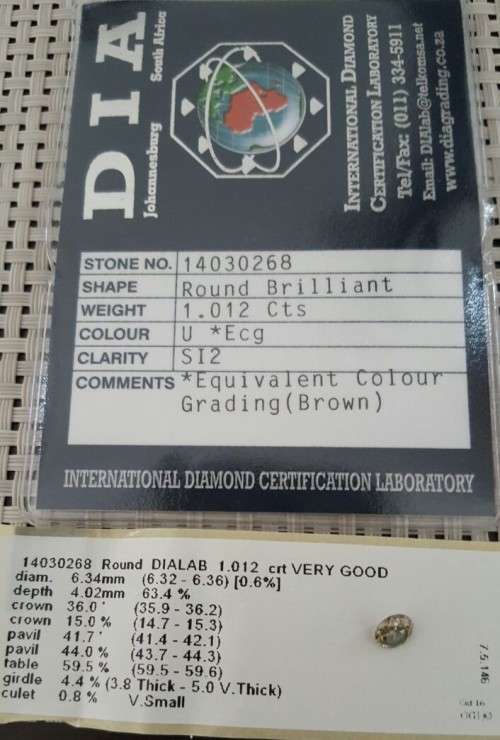 DIA
Johannesburg South Africa
INTERNATIONAL DIAMOND
CERTIFICATION LABORATORY
Tel/Fax: (011) 334-5911
Email: DIAlab@telkomsa.net
www.diagrading.co.za
STONE NO. 14030268
SHAPE Round Brilliant
WEIGHT 1.012 Cts
COLOUR U *Ecg
CLARITY SI2
COMMENTS *Equivalent Colour
Grading(Brown)
INTERNATIONAL DIAMOND CERTIFICATION LABORATORY
14030268 Round DIALAB 1.012 crt VERY GOOD
diam. 6.34mm (6.32 - 6.36) [0.6%]
depth 4.02mm 63.4 %
crown 36.0 ° (35.9 - 36.2)
crown 15.0 % (14.7 - 15.3)
pavil 41.7 ° (41.4 - 42.1)
pavil 44.0 % (43.7 - 44.3)
table 59.5 % (59.5 - 59.6)
girdle 4.4 % (3.8 Thick - 5.0 V.Thick)
culet 0.8 % V.Small
7.5.146